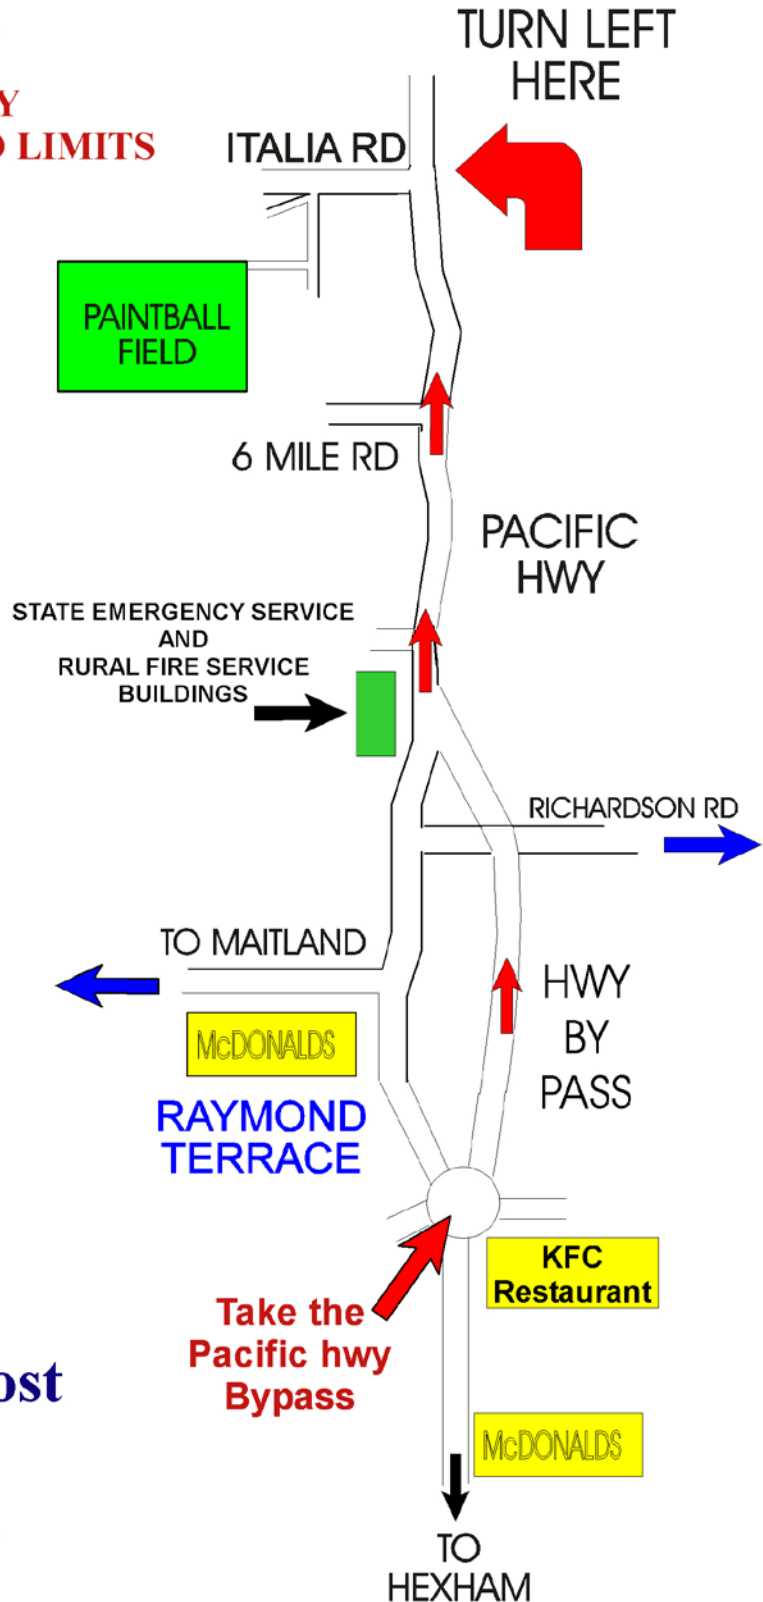 TURN LEFT
HERE
Y
LIMITS
ITALIA RD
PAINTBALL
FIELD
6 MILE RD
PACIFIC
HWY
STATE EMERGENCY SERVICE
AND
RURAL FIRE SERVICE
BUILDINGS
RICHARDSON RD
TO MAITLAND
HWY
BY
PASS
McDONALDS
RAYMOND
TERRACE
KFC
Restaurant
Take the
Pacific hwy
Bypass
ost
McDONALDS
TO
HEXHAM